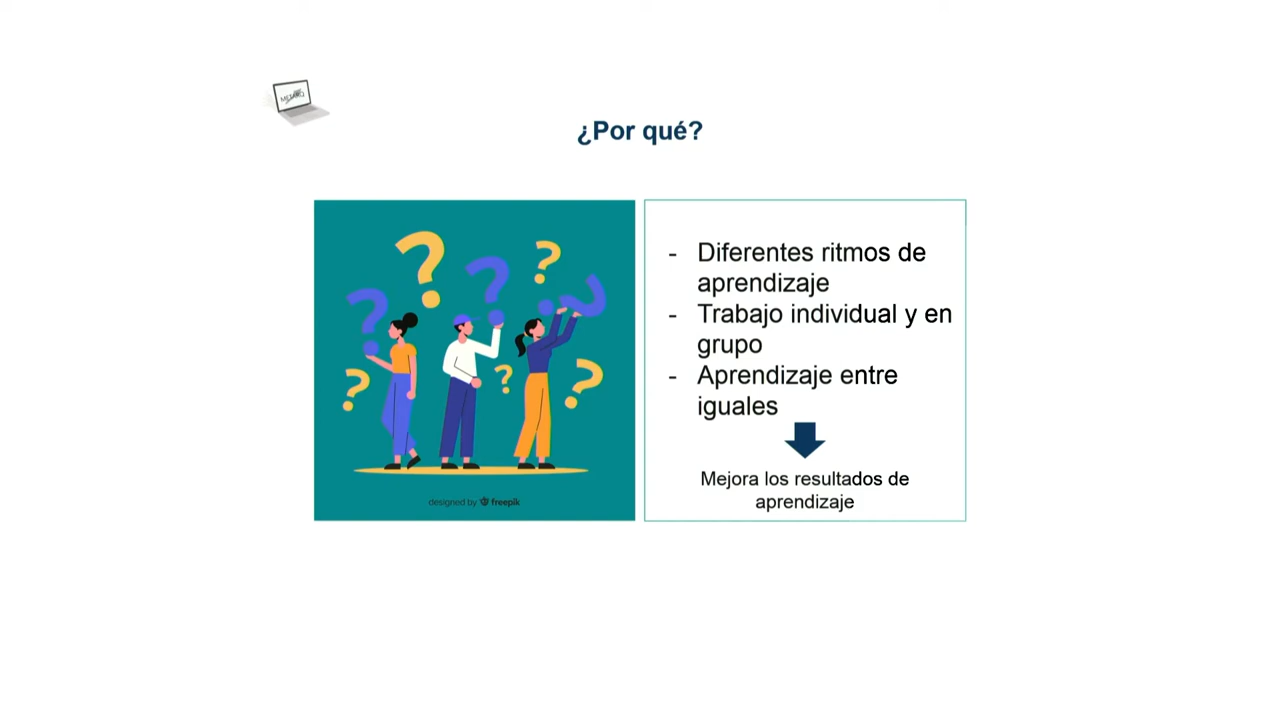 ¿Por qué?
- Diferentes ritmos de
aprendizaje
- Trabajo individual y en
grupo
- Aprendizaje entre
iguales
Mejora los resultados de
aprendizaje
designed by freepik